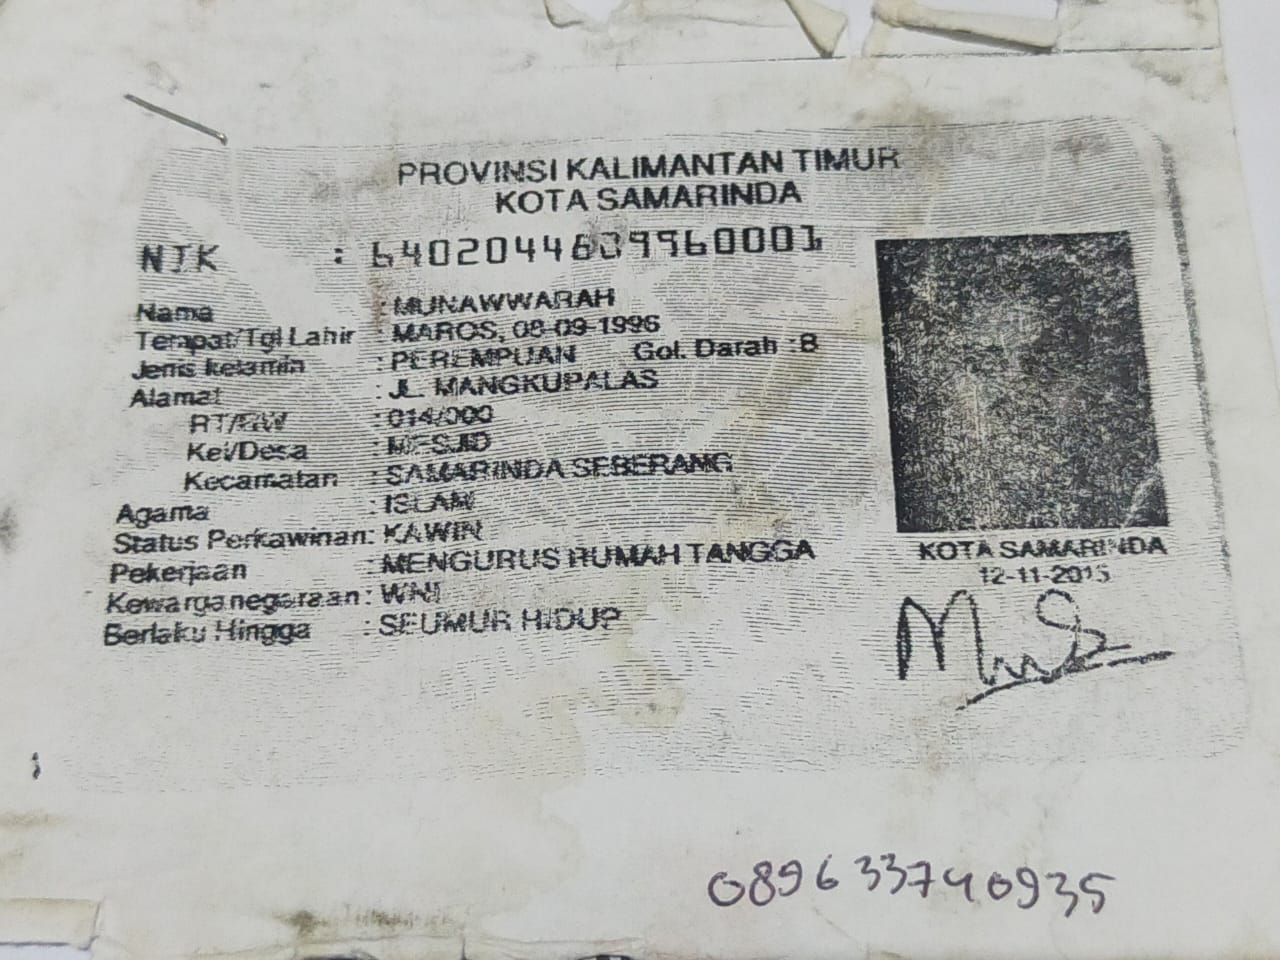 PROVINSI KALIMANTAN TIMUR
KOTA SAMARINDA
NIK : 6402044809960001
Nama : MUNAWWARAH
Tempat/Tgl Lahir : MAROS, 08-09-1996
Jenis kelamin : PEREMPUAN Gol. Darah : B
Alamat : JL. MANGKUPALAS
RT/RW : 014/000
Kel/Desa : MESJID
Kecamatan : SAMARINDA SEBERANG
Agama : ISLAM
Status Perkawinan: KAWIN
Pekerjaan : MENGURUS RUMAH TANGGA
Kewarganegaraan: WNI
Berlaku Hingga : SEUMUR HIDUP
KOTA SAMARINDA
12-11-2015
089633740935